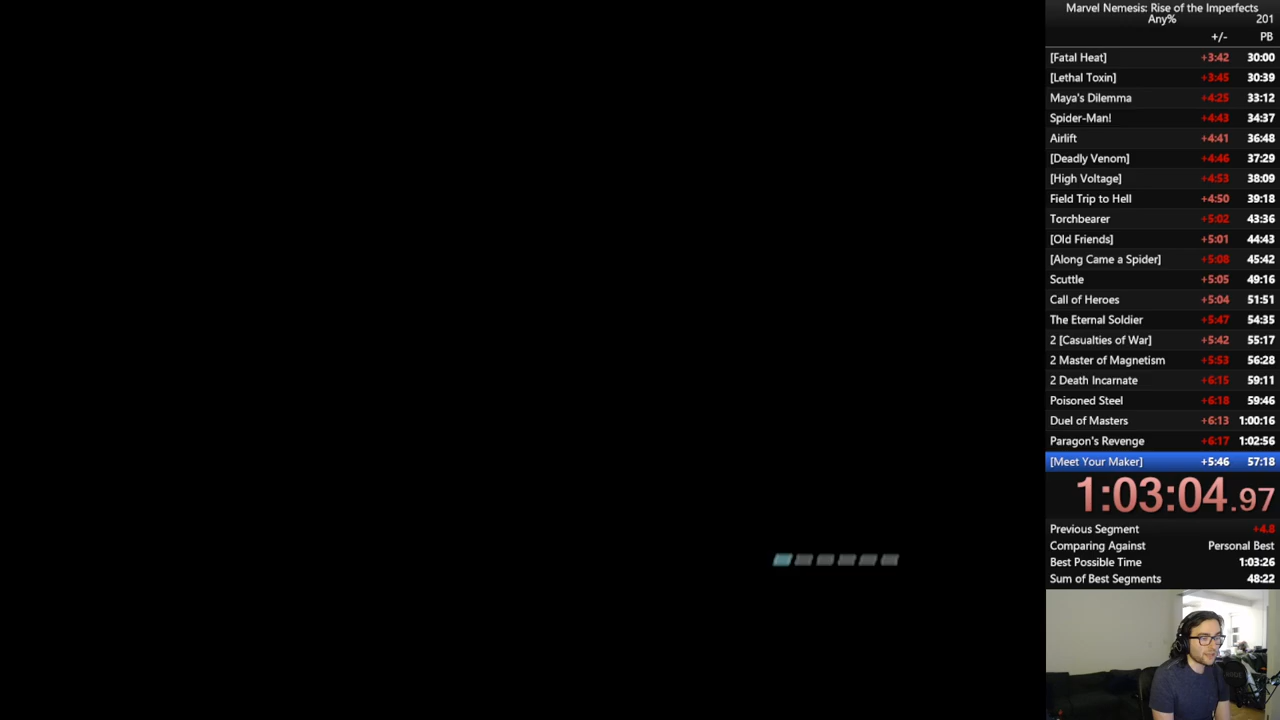 Marvel Nemesis: Rise of the Imperfects
Any% 201
+/- PB
[Fatal Heat] +3:42 30:00
[Lethal Toxin] +3:45 30:39
Maya's Dilemma +4:25 33:12
Spider-Man! +4:43 34:37
Airlift +4:41 36:48
[Deadly Venom] +4:46 37:29
[High Voltage] +4:53 38:09
Field Trip to Hell +4:50 39:18
Torchbearer +5:02 43:36
[Old Friends] +5:01 44:43
[Along Came a Spider] +5:08 45:42
Scuttle +5:05 49:16
Call of Heroes +5:04 51:51
The Eternal Soldier +5:47 54:35
2 [Casualties of War] +5:42 55:17
2 Master of Magnetism +5:53 56:28
2 Death Incarnate +6:15 59:11
Poisoned Steel +6:18 59:46
Duel of Masters +6:13 1:00:16
Paragon's Revenge +6:17 1:02:56
[Meet Your Maker] +5:46 57:18
1:03:04.97
Previous Segment +4.8
Comparing Against Personal Best
Best Possible Time 1:03:26
Sum of Best Segments 48:22